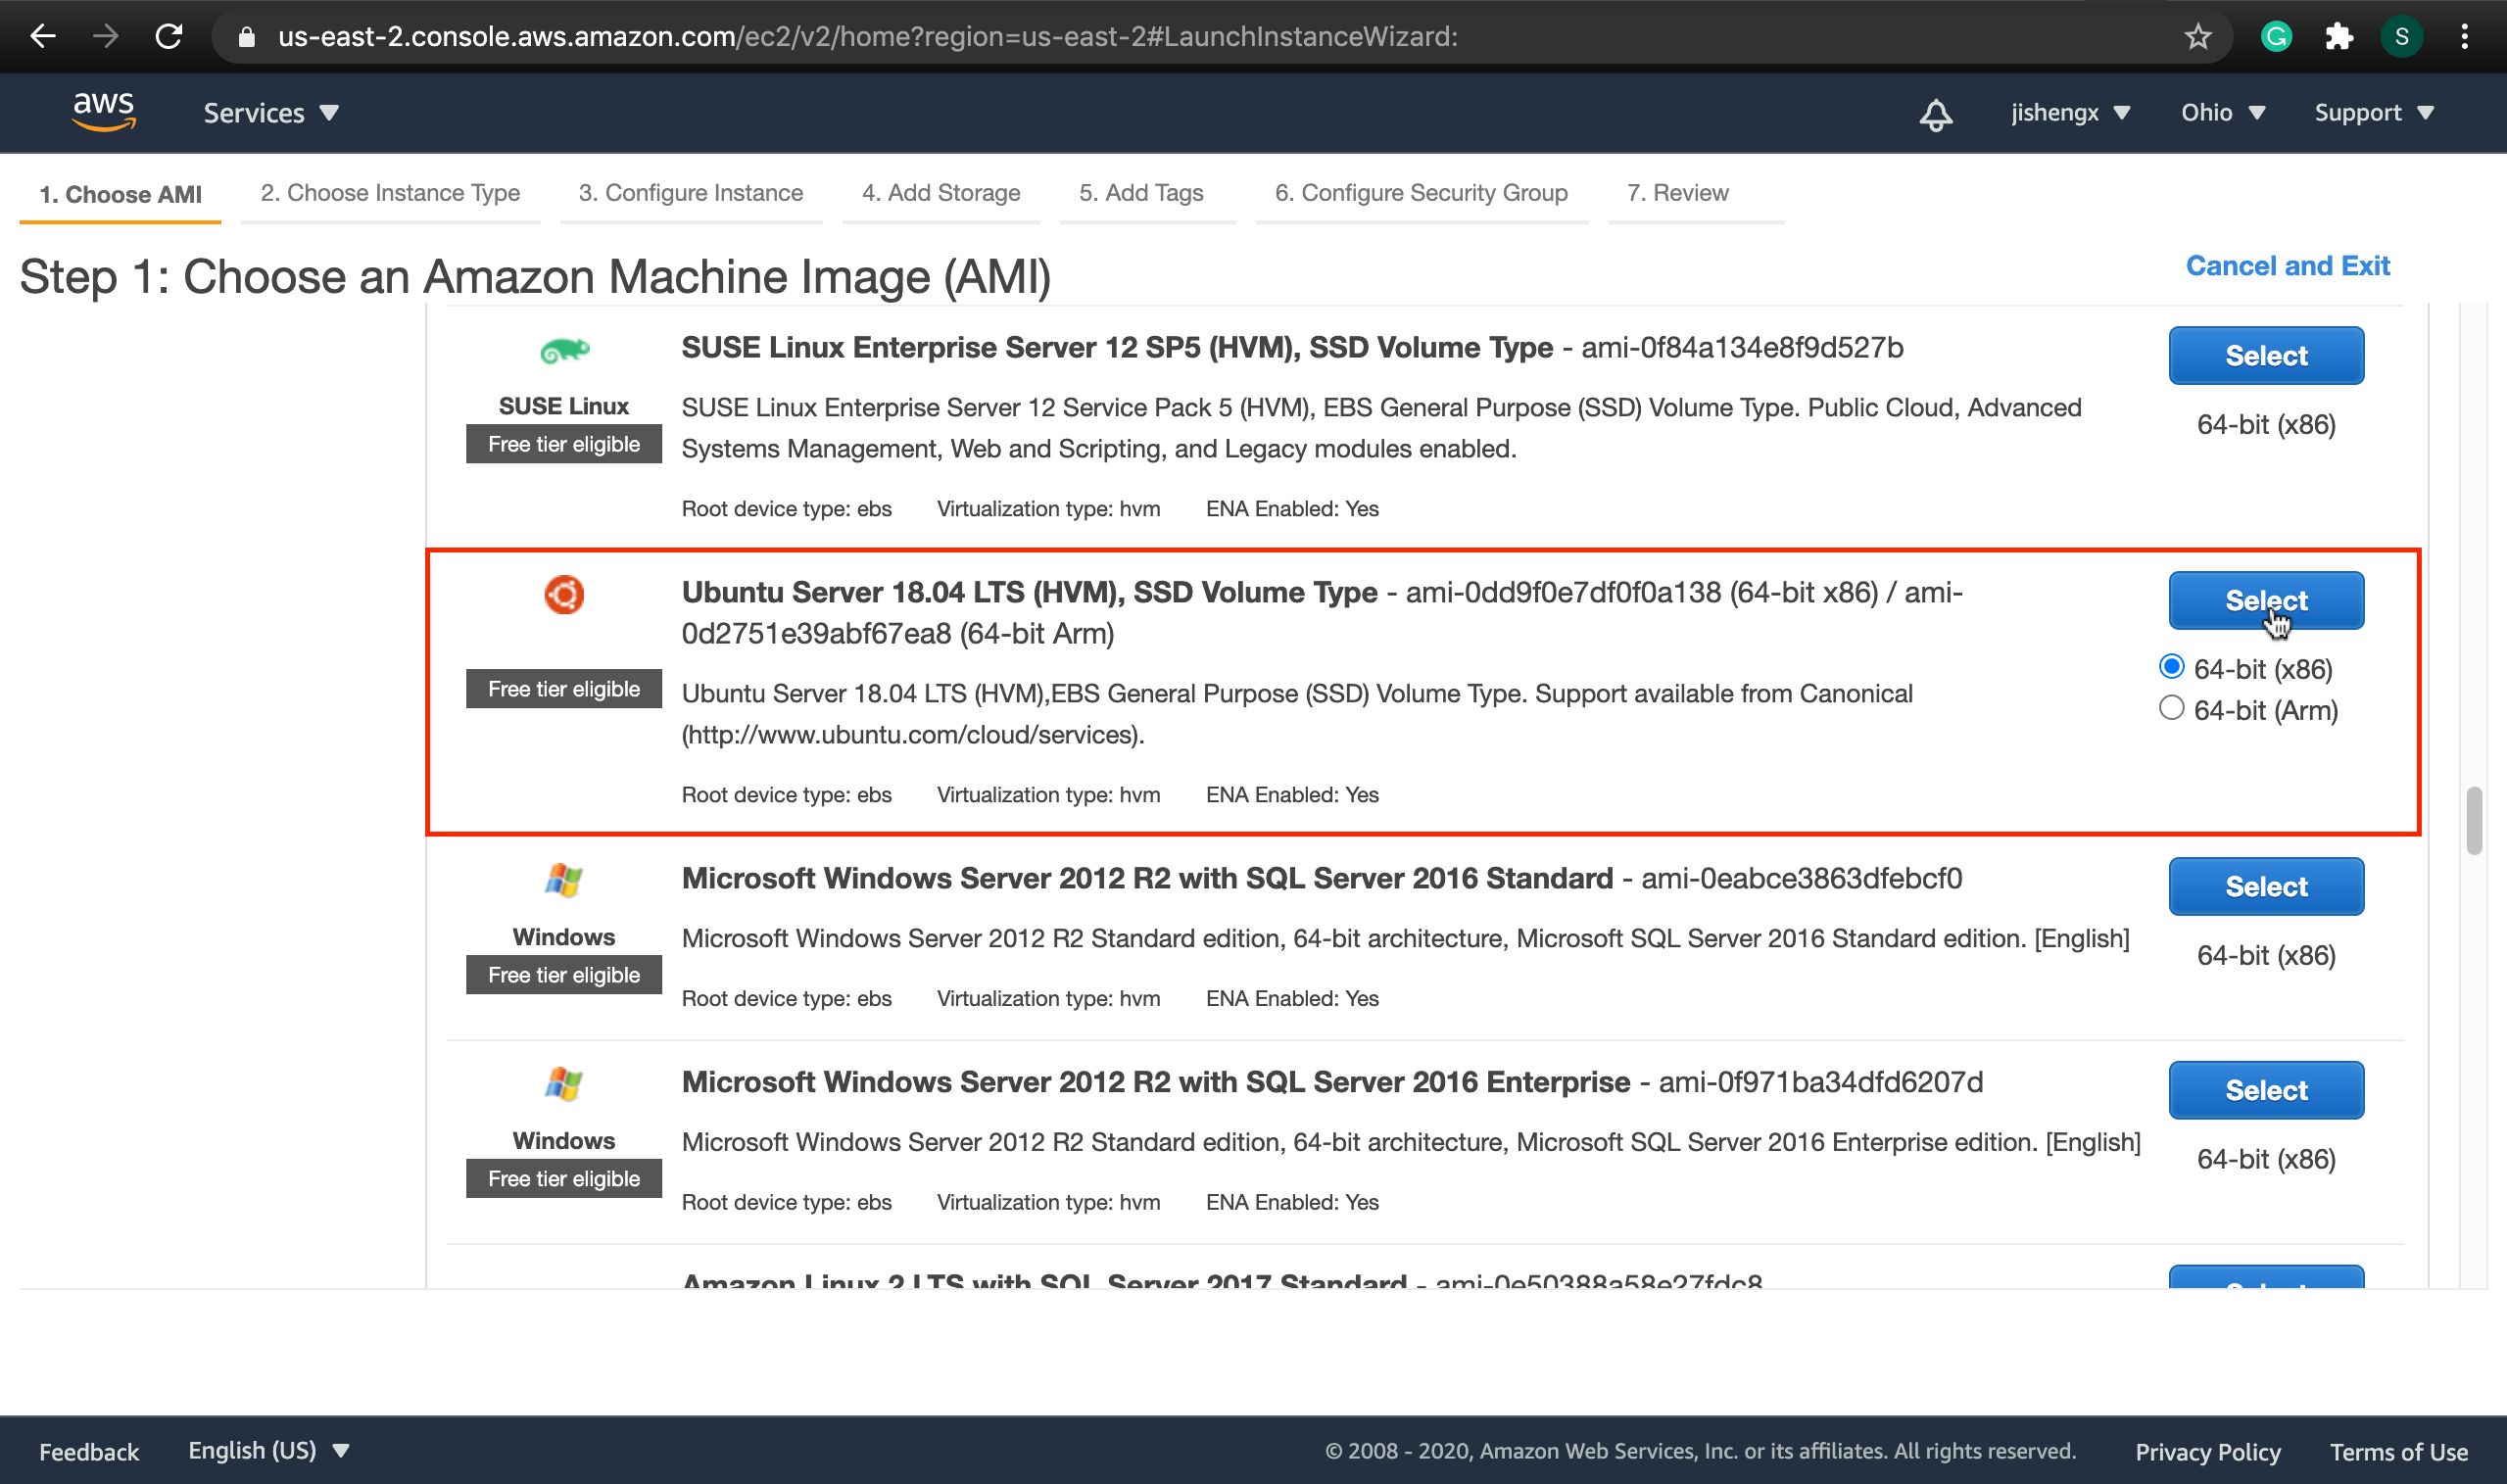 us-east-2.console.aws.amazon.com/ec2/v2/home?region=us-east-2#LaunchInstanceWizard:
S
aws
Services
jishengx
Ohio
Support
1. Choose AMI
2. Choose Instance Type
3. Configure Instance
4. Add Storage
5. Add Tags
6. Configure Security Group
7. Review
Step 1: Choose an Amazon Machine Image (AMI)
Cancel and Exit
SUSE Linux
Free tier eligible
SUSE Linux Enterprise Server 12 SP5 (HVM), SSD Volume Type - ami-0f84a134e8f9d527b
SUSE Linux Enterprise Server 12 Service Pack 5 (HVM), EBS General Purpose (SSD) Volume Type. Public Cloud, Advanced
Systems Management, Web and Scripting, and Legacy modules enabled.
Root device type: ebs Virtualization type: hvm ENA Enabled: Yes
Select
64-bit (x86)
Free tier eligible
Ubuntu Server 18.04 LTS (HVM), SSD Volume Type - ami-0dd9f0e7df0f0a138 (64-bit x86) / ami-
0d2751e39abf67ea8 (64-bit Arm)
Ubuntu Server 18.04 LTS (HVM),EBS General Purpose (SSD) Volume Type. Support available from Canonical
(http://www.ubuntu.com/cloud/services).
Root device type: ebs Virtualization type: hvm ENA Enabled: Yes
Select
64-bit (x86)
64-bit (Arm)
Windows
Free tier eligible
Microsoft Windows Server 2012 R2 with SQL Server 2016 Standard - ami-0eabce3863dfebcf0
Microsoft Windows Server 2012 R2 Standard edition, 64-bit architecture, Microsoft SQL Server 2016 Standard edition. [English]
Root device type: ebs Virtualization type: hvm ENA Enabled: Yes
Select
64-bit (x86)
Windows
Free tier eligible
Microsoft Windows Server 2012 R2 with SQL Server 2016 Enterprise - ami-0f971ba34dfd6207d
Microsoft Windows Server 2012 R2 Standard edition, 64-bit architecture, Microsoft SQL Server 2016 Enterprise edition. [English]
Root device type: ebs Virtualization type: hvm ENA Enabled: Yes
Select
64-bit (x86)
Amazon Linux 2 LTS with SQL Server 2017 Standard - ami-0e50388a58e27fdc8
Select
Feedback
English (US)
© 2008 - 2020, Amazon Web Services, Inc. or its affiliates. All rights reserved.
Privacy Policy
Terms of Use